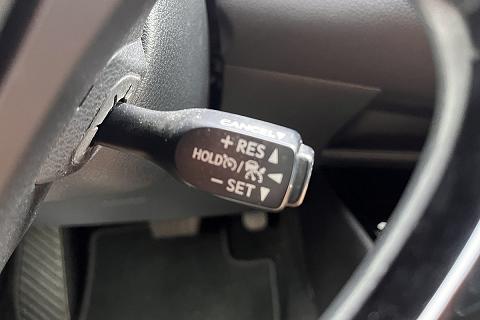 CANCEL▼
+RES▲
HOLD / ◀
−SET▼